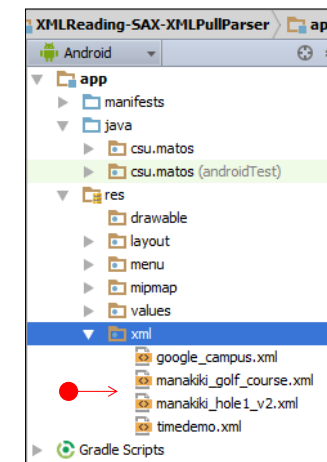 XMLReading-SAX-XMLPullParser ap
Android
app
manifests
java
csu.matos
csu.matos (androidTest)
res
drawable
layout
menu
mipmap
values
xml
google_campus.xml
manakiki_golf_course.xml
manakiki_hole1_v2.xml
timedemo.xml
Gradle Scripts